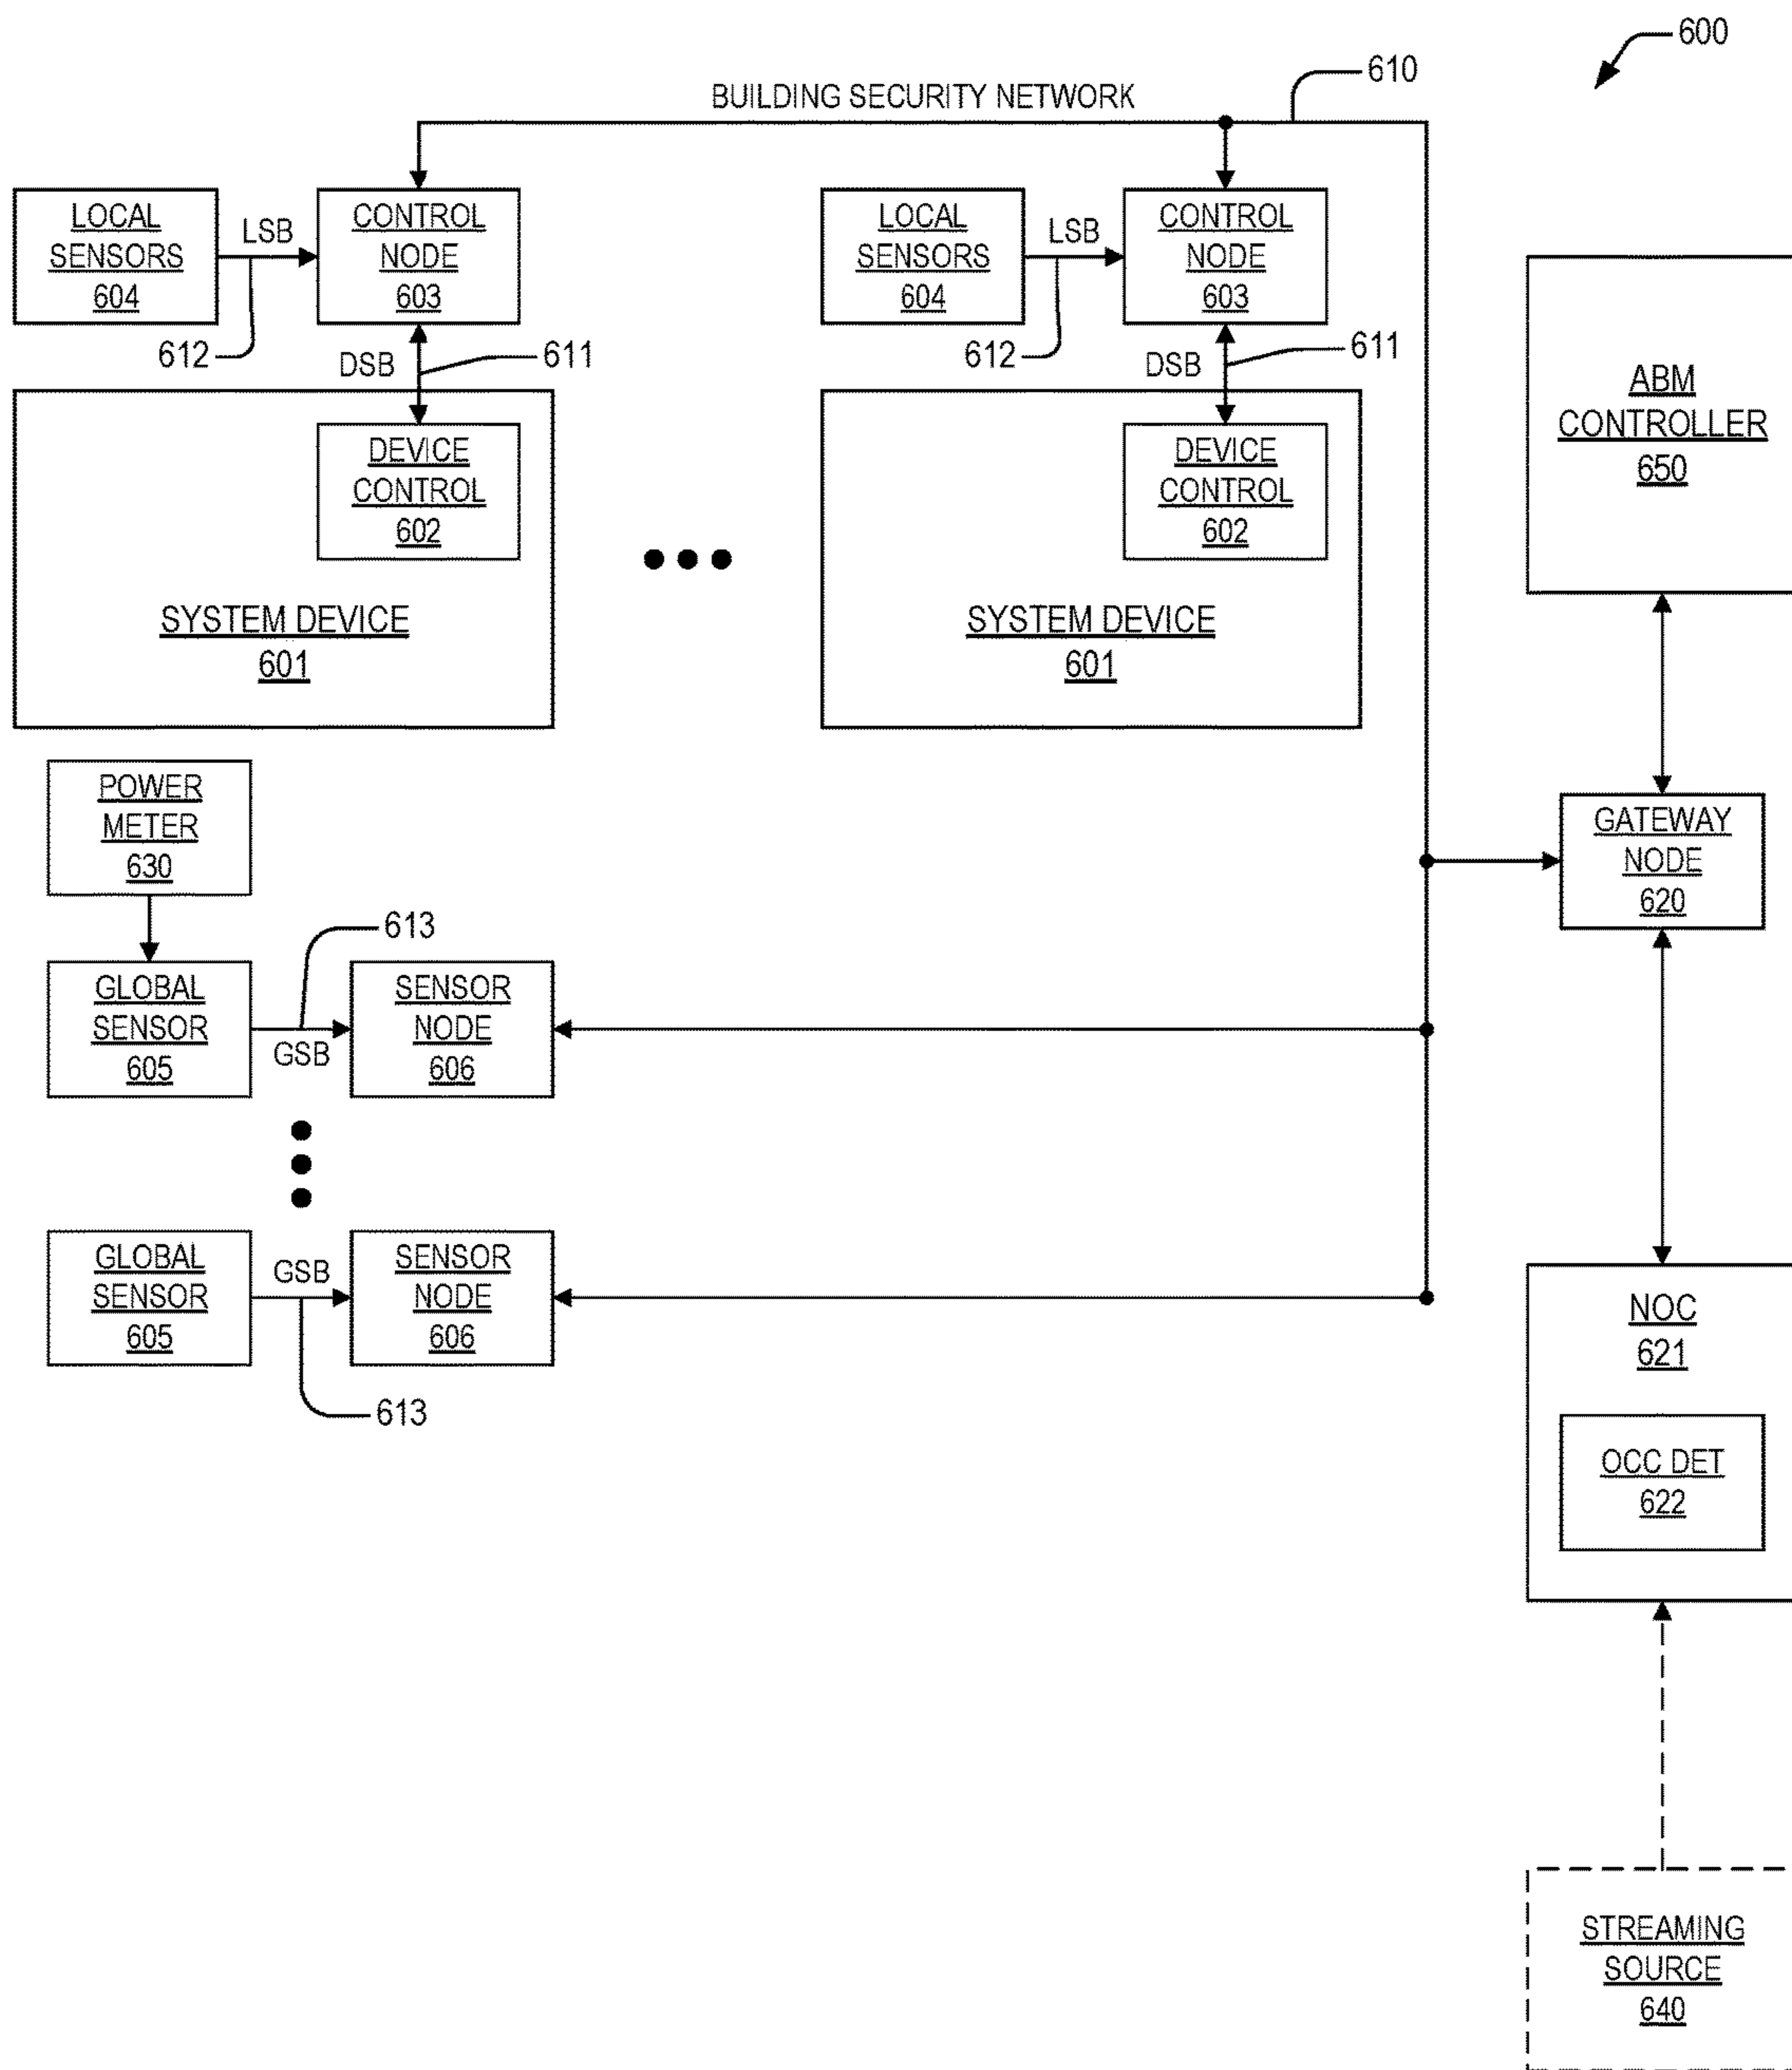 600
610
BUILDING SECURITY NETWORK
LOCAL
SENSORS
604
LSB
CONTROL
NODE
603
LOCAL
SENSORS
604
LSB
CONTROL
NODE
603
612
DSB
611
612
DSB
611
DEVICE
CONTROL
602
SYSTEM DEVICE
601
DEVICE
CONTROL
602
SYSTEM DEVICE
601
ABM
CONTROLLER
650
POWER
METER
630
GATEWAY
NODE
620
613
GLOBAL
SENSOR
605
GSB
SENSOR
NODE
606
GLOBAL
SENSOR
605
GSB
SENSOR
NODE
606
613
NOC
621
OCC DET
622
STREAMING
SOURCE
640